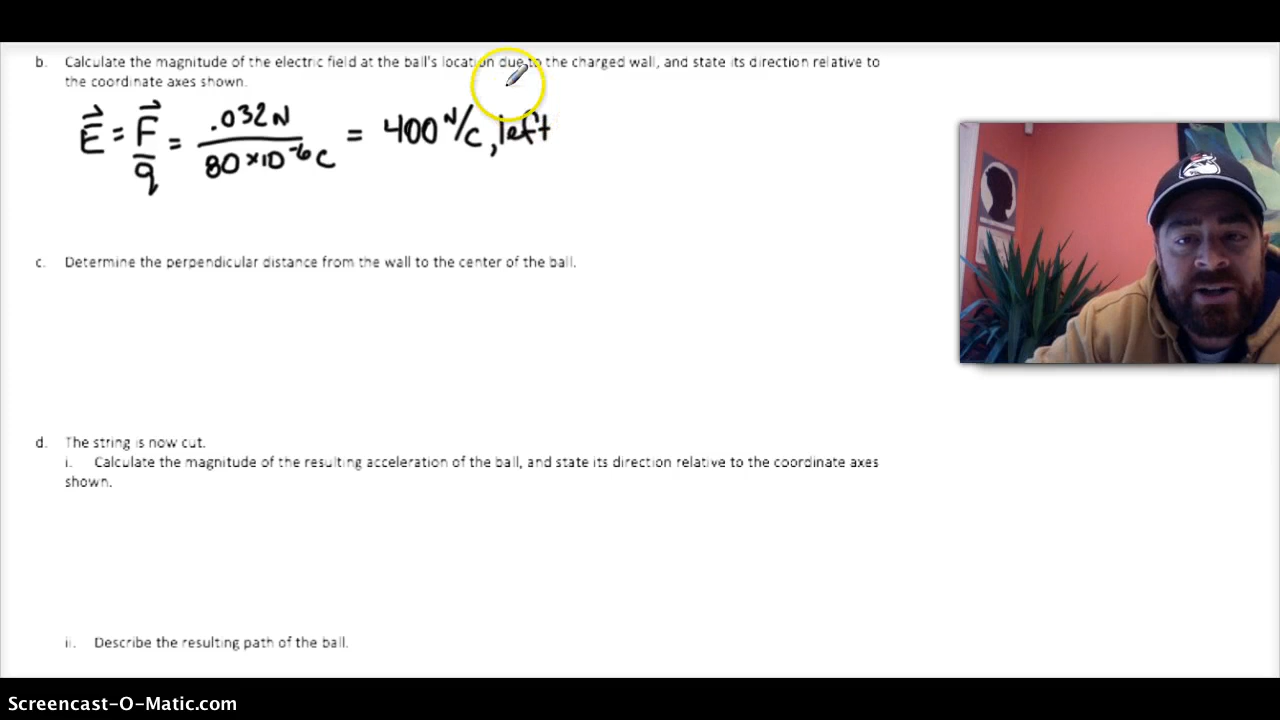 b. Calculate the magnitude of the electric field at the ball's location due to the charged wall, and state its direction relative to
the coordinate axes shown.
E⃗ = F⃗/q = .032N / 80×10⁻⁶C = 400 N/C, left
c. Determine the perpendicular distance from the wall to the center of the ball.
d. The string is now cut.
i. Calculate the magnitude of the resulting acceleration of the ball, and state its direction relative to the coordinate axes
shown.
ii. Describe the resulting path of the ball.
Screencast-O-Matic.com